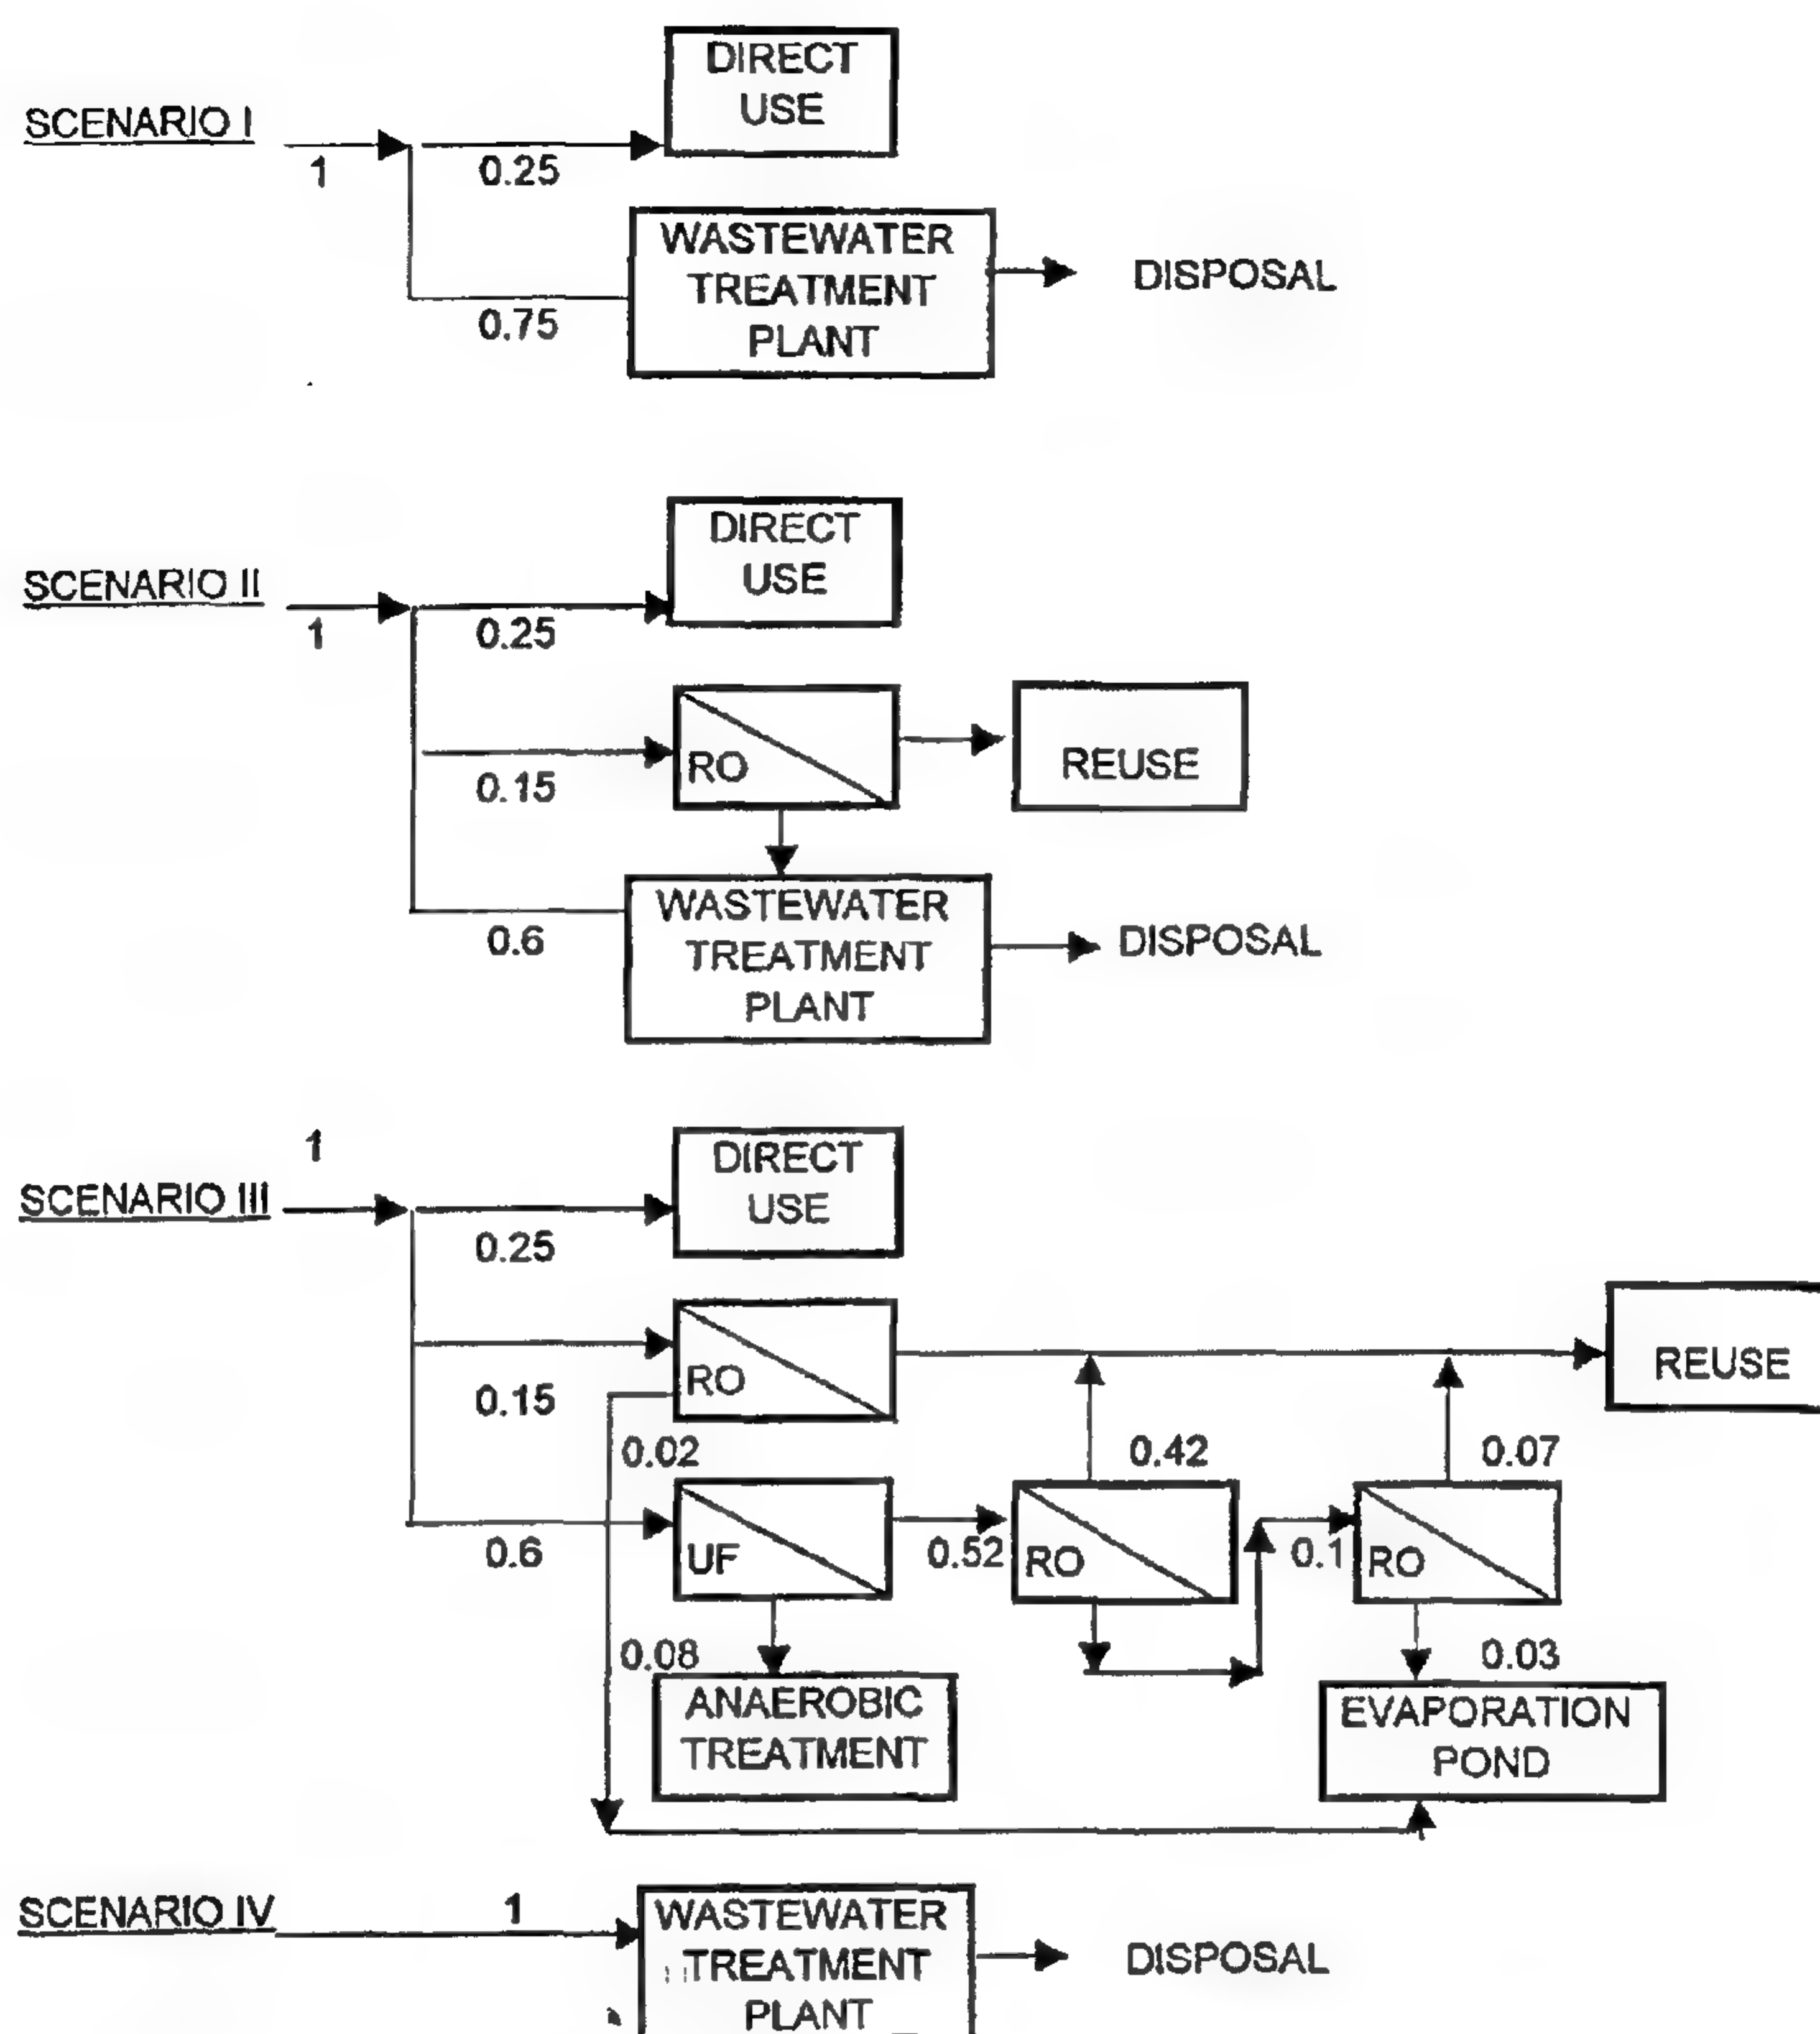 DIRECT
USE
SCENARIO I
1
0.25
WASTEWATER
TREATMENT
PLANT
DISPOSAL
0.75
DIRECT
USE
SCENARIO II
1
0.25
RO
REUSE
0.15
WASTEWATER
TREATMENT
PLANT
DISPOSAL
0.6
1
SCENARIO III
DIRECT
USE
0.25
RO
REUSE
0.15
0.02
0.42
0.07
0.6
UF
0.52
RO
0.1
RO
0.08
0.03
ANAEROBIC
TREATMENT
EVAPORATION
POND
SCENARIO IV
1
WASTEWATER
TREATMENT
PLANT
DISPOSAL